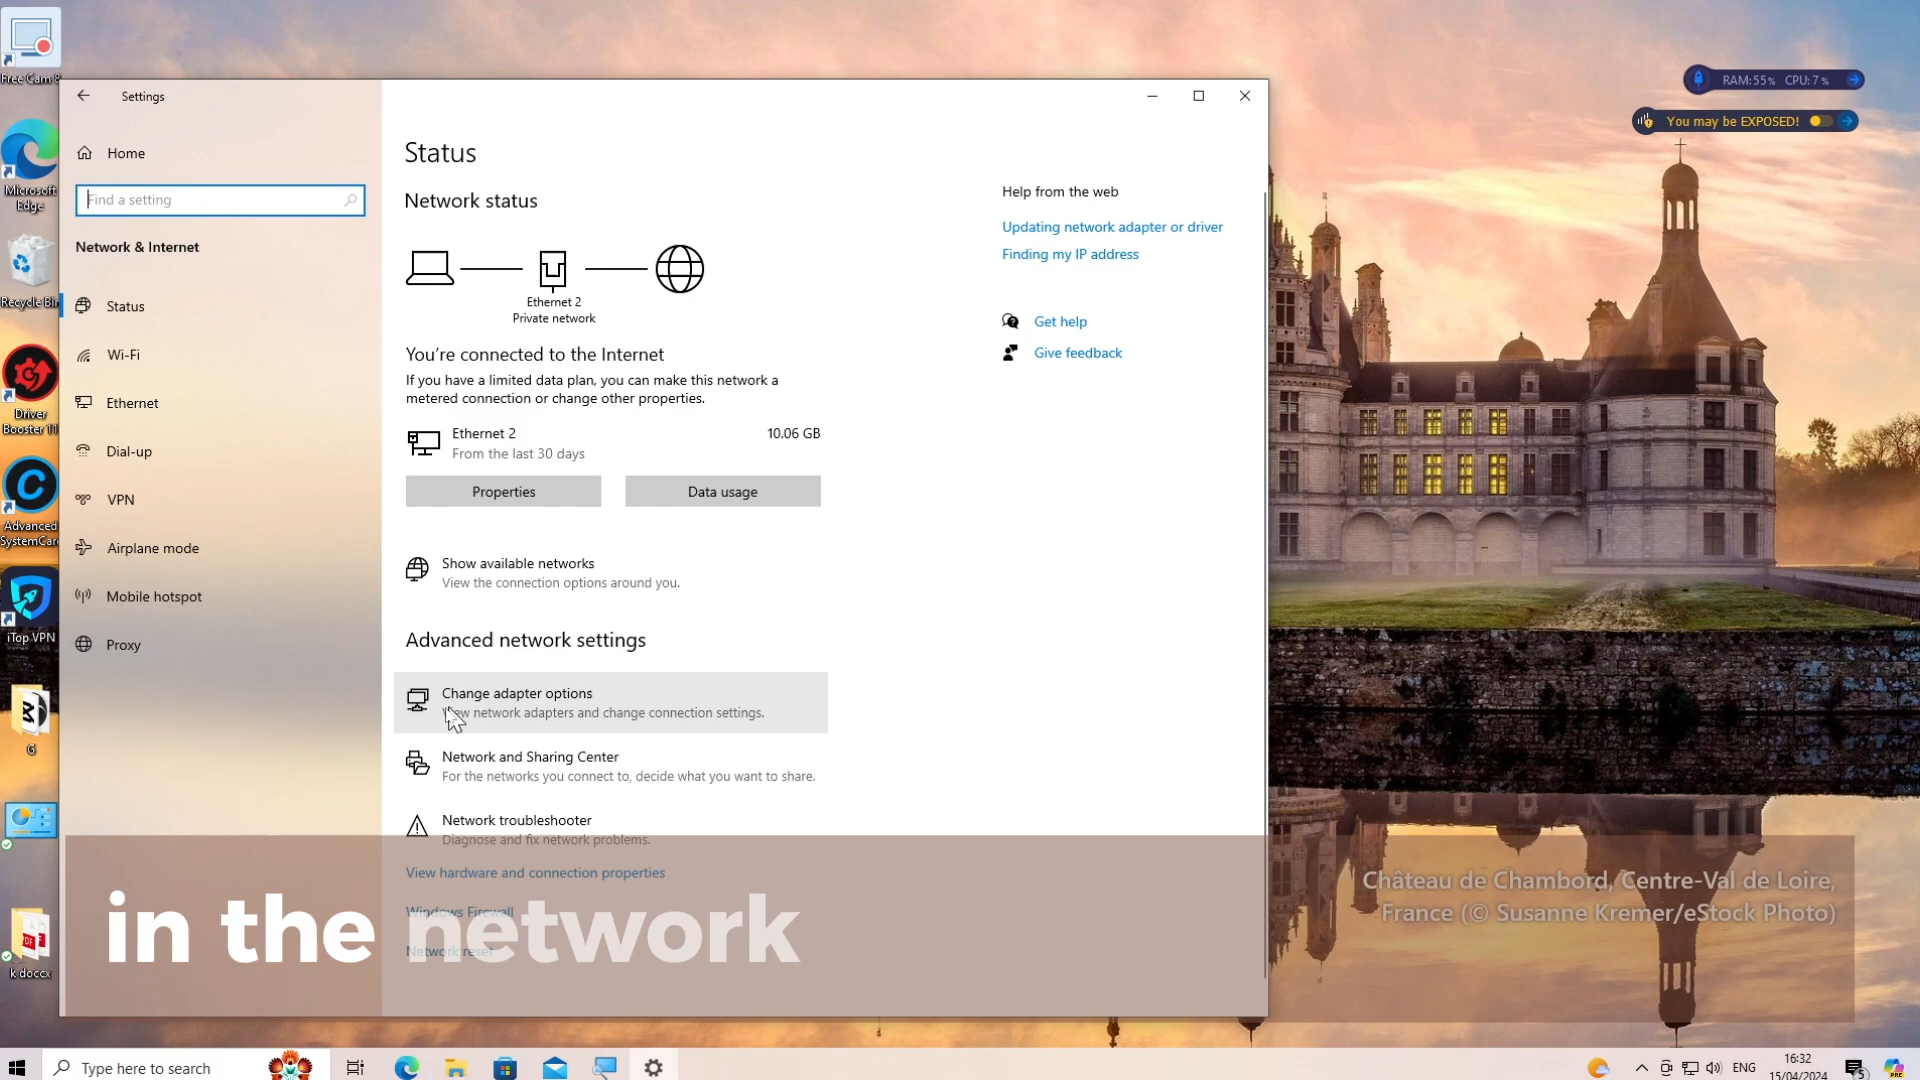 Free Cam 8
Microsoft
Edge
Recycle Bin
Driver
Booster 11
Advanced
SystemCare
iTop VPN
G
k doccx
Settings
Home
Find a setting
Network & Internet
Status
Wi-Fi
Ethernet
Dial-up
VPN
Airplane mode
Mobile hotspot
Proxy
Status
Network status
Ethernet 2
Private network
You're connected to the Internet
If you have a limited data plan, you can make this network a
metered connection or change other properties.
Ethernet 2
10.06 GB
From the last 30 days
Properties
Data usage
Show available networks
View the connection options around you.
Advanced network settings
Change adapter options
View network adapters and change connection settings.
Network and Sharing Center
For the networks you connect to, decide what you want to share.
Network troubleshooter
Diagnose and fix network problems.
View hardware and connection properties
Windows Firewall
Network reset
Help from the web
Updating network adapter or driver
Finding my IP address
Get help
Give feedback
RAM:55% CPU:7%
You may be EXPOSED!
in the network
Château de Chambord, Centre-Val de Loire,
France (© Susanne Kremer/eStock Photo)
Type here to search
ENG
16:32
15/04/2024
5
PRE